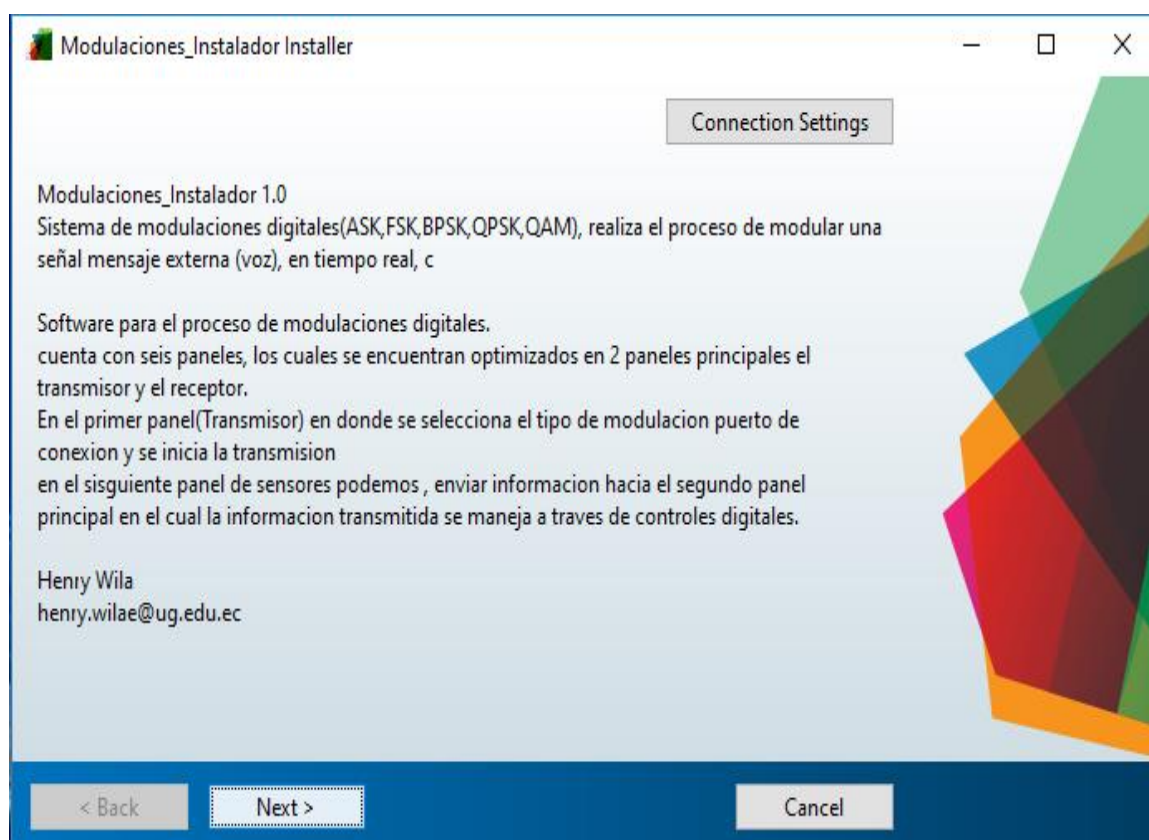 Modulaciones_Instalador Installer
Connection Settings
Modulaciones_Instalador 1.0
Sistema de modulaciones digitales(ASK,FSK,BPSK,QPSK,QAM), realiza el proceso de modular una
señal mensaje externa (voz), en tiempo real, c
Software para el proceso de modulaciones digitales.
cuenta con seis paneles, los cuales se encuentran optimizados en 2 paneles principales el
transmisor y el receptor.
En el primer panel(Transmisor) en donde se selecciona el tipo de modulacion puerto de
conexion y se inicia la transmision
en el sisguiente panel de sensores podemos , enviar informacion hacia el segundo panel
principal en el cual la informacion transmitida se maneja a traves de controles digitales.
Henry Wila
henry.wilae@ug.edu.ec
< Back
Next >
Cancel